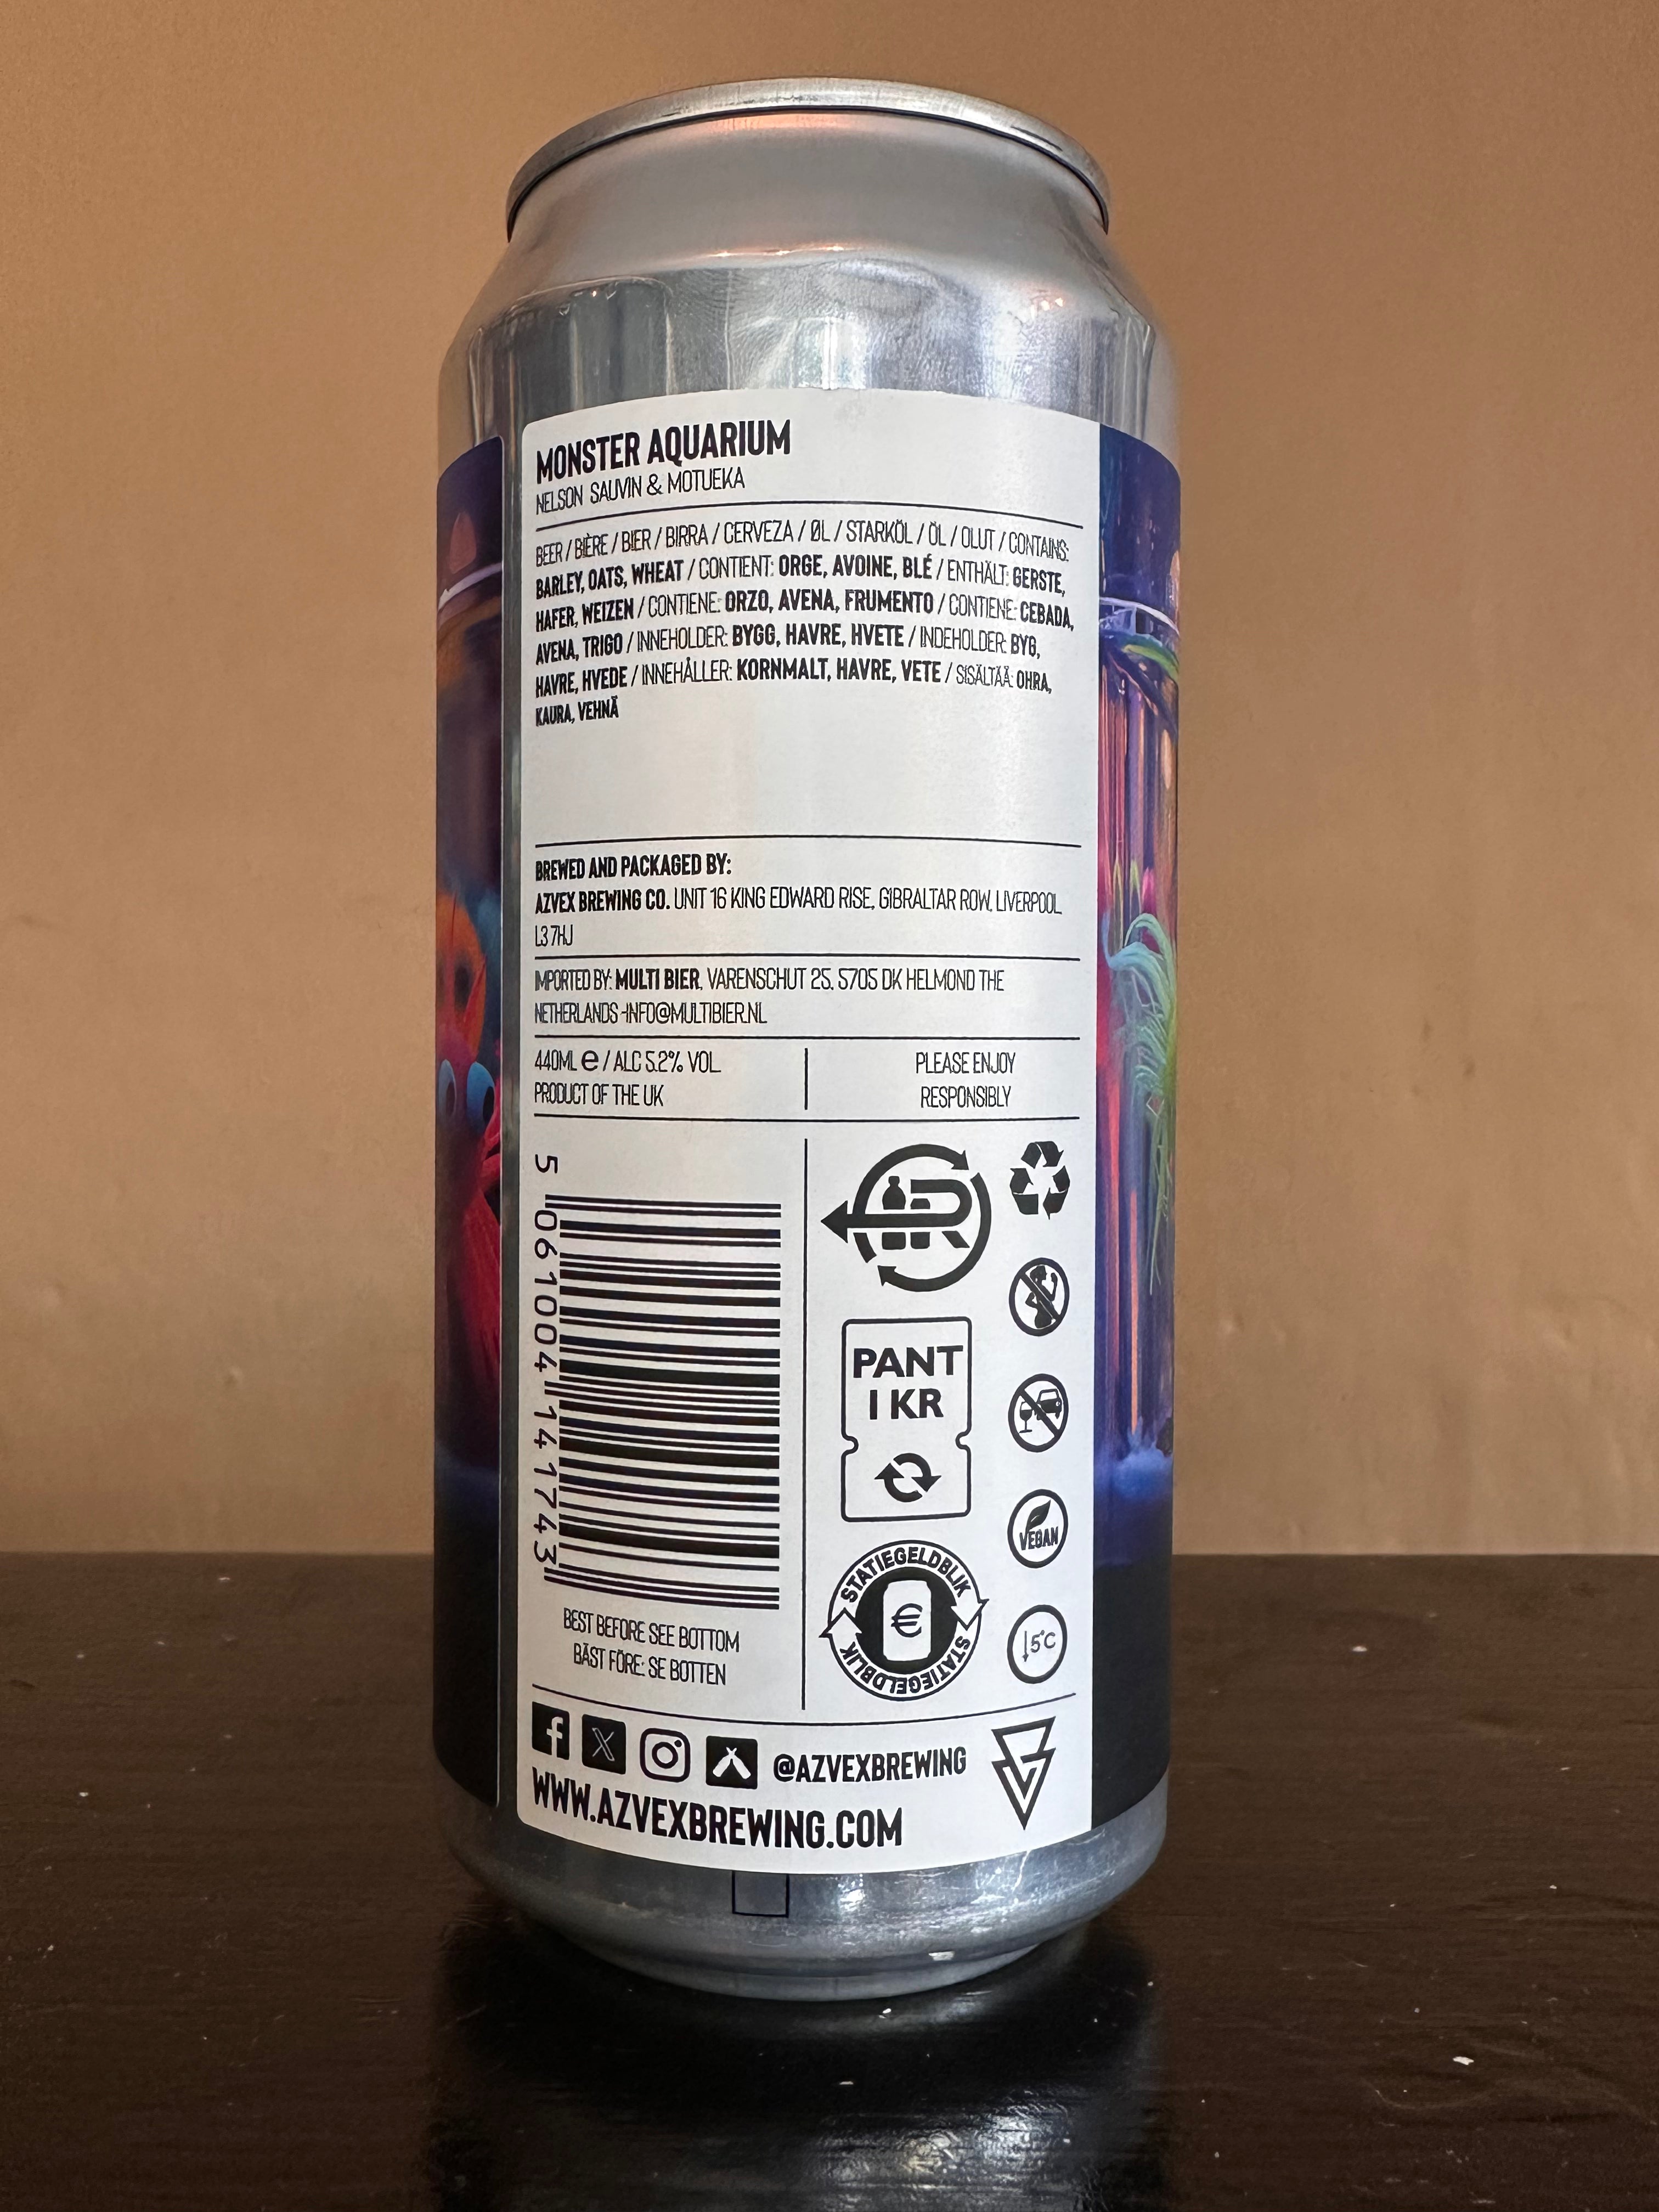 MONSTER AQUARIUM
NELSON SAUVIN & MOTUEKA
BEER / BIÈRE / BIER / BIRRA / CERVEZA / ØL / STARKÖL / ÖL / OLUT / CONTAINS:
BARLEY, OATS, WHEAT / CONTIENT: ORGE, AVOINE, BLÉ / ENTHÄLT: GERSTE,
HAFER, WEIZEN / CONTIENE: ORZO, AVENA, FRUMENTO / CONTIENE: CEBADA,
AVENA, TRIGO / INNEHOLDER: BYGG, HAVRE, HVETE / INDEHOLDER: BYG,
HAVRE, HVEDE / INNEHÅLLER: KORNMALT, HAVRE, VETE / SISÄLTÄÄ: OHRA,
KAURA, VEHNÄ
BREWED AND PACKAGED BY:
AZVEX BREWING CO. UNIT 16 KING EDWARD RISE, GIBRALTAR ROW, LIVERPOOL
L3 7HJ
IMPORTED BY: MULTI BIER, VARENSCHUT 25, 5705 DK HELMOND THE
NETHERLANDS -INFO@MULTIBIER.NL
440ML e / ALC 5.2% VOL
PRODUCT OF THE UK
PLEASE ENJOY
RESPONSIBLY
5 061004 141743
BEST BEFORE SEE BOTTOM
BÄST FÖRE: SE BOTTEN
PANT
1 KR
STATIEGELDBLIK
€
STATIEGELDBLIK
VEGAN
5°C
@AZVEXBREWING
WWW.AZVEXBREWING.COM